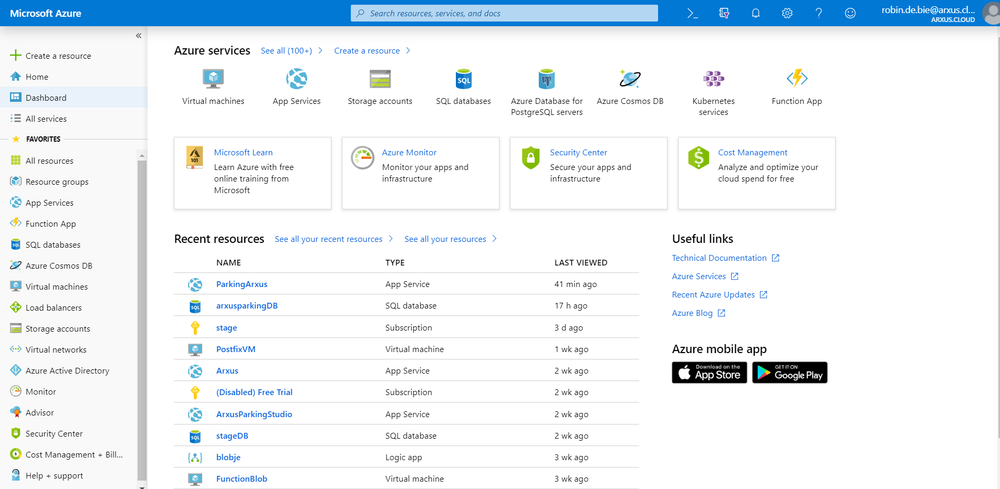 Microsoft Azure
Search resources, services, and docs
robin.de.bie@arxus.cl...
ARXUS.CLOUD
Create a resource
Home
Dashboard
All services
FAVORITES
All resources
Resource groups
App Services
Function App
SQL databases
Azure Cosmos DB
Virtual machines
Load balancers
Storage accounts
Virtual networks
Azure Active Directory
Monitor
Advisor
Security Center
Cost Management + Bill...
Help + support
Azure services
See all (100+)
Create a resource
SQL
Virtual machines
App Services
Storage accounts
SQL databases
Azure Database for
PostgreSQL servers
Azure Cosmos DB
Kubernetes
services
Function App
101
Microsoft Learn
Learn Azure with free
online training from
Microsoft
Azure Monitor
Monitor your apps and
infrastructure
Security Center
Secure your apps and
infrastructure
Cost Management
Analyze and optimize your
cloud spend for free
Recent resources
See all your recent resources
See all your resources
NAME TYPE LAST VIEWED
ParkingArxus App Service 41 min ago
SQL arxusparkingDB SQL database 17 h ago
stage Subscription 3 d ago
PostfixVM Virtual machine 1 wk ago
Arxus App Service 2 wk ago
(Disabled) Free Trial Subscription 2 wk ago
ArxusParkingStudio App Service 2 wk ago
SQL stageDB SQL database 2 wk ago
blobje Logic app 3 wk ago
FunctionBlob Virtual machine 3 wk ago
Useful links
Technical Documentation
Azure Services
Recent Azure Updates
Azure Blog
Azure mobile app
Download on the
App Store
GET IT ON
Google Play